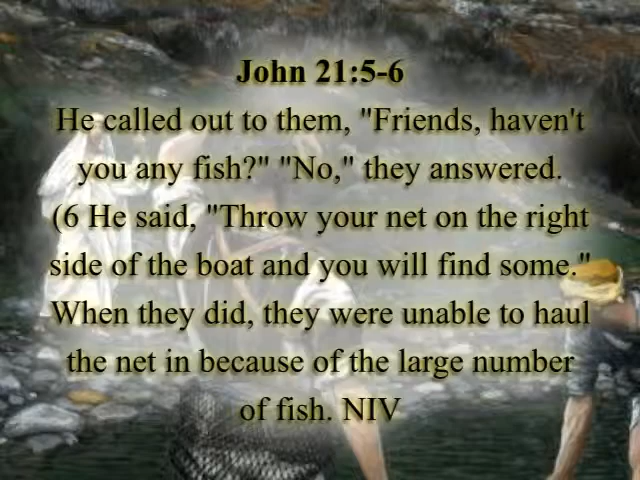 John 21:5-6
He called out to them, "Friends, haven't
you any fish?" "No," they answered.
(6 He said, "Throw your net on the right
side of the boat and you will find some."
When they did, they were unable to haul
the net in because of the large number
of fish. NIV